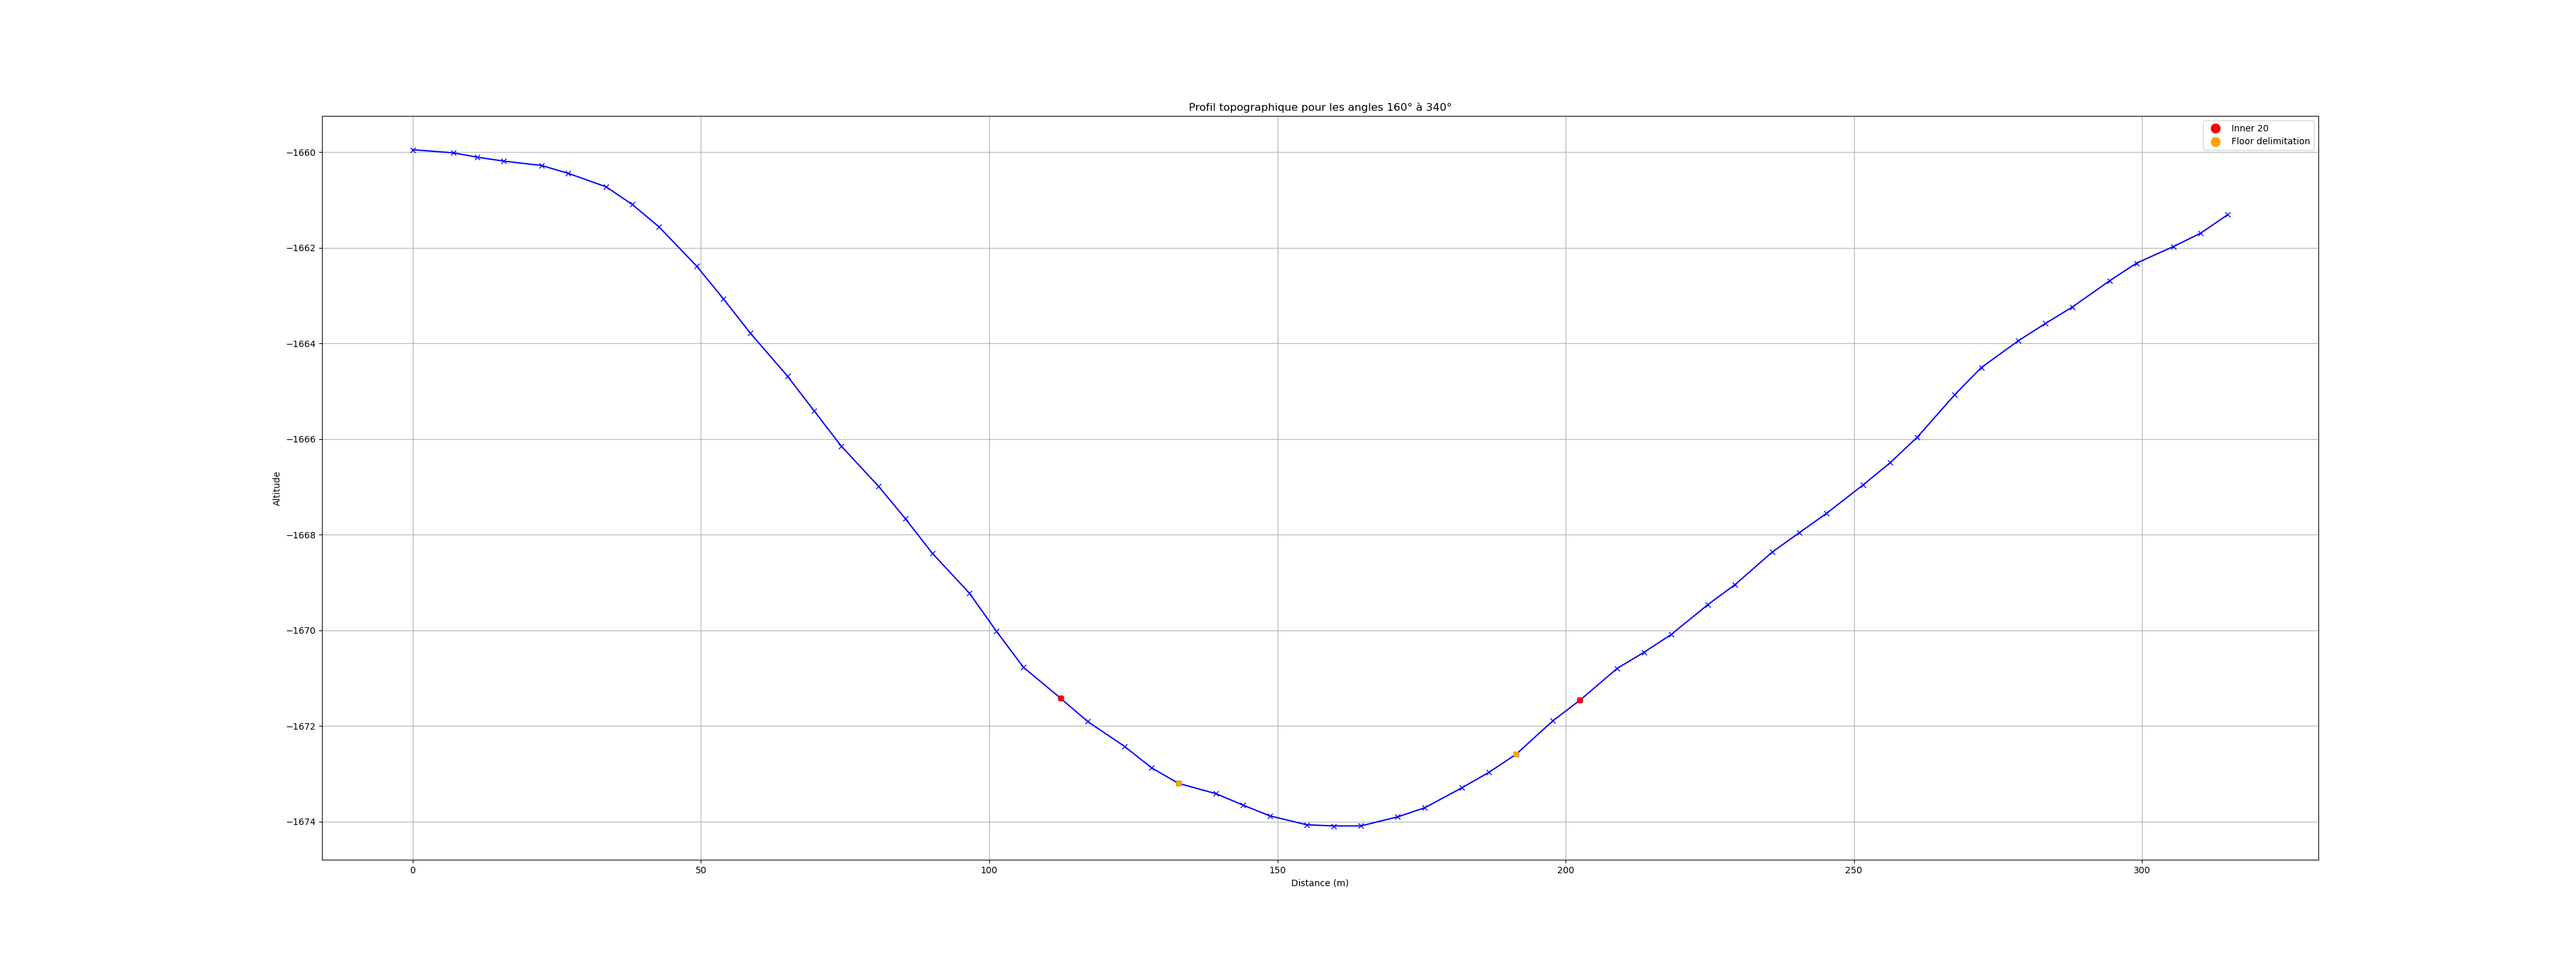 Profil topographique pour les angles 160° à 340°
Inner 20
Floor delimitation
−1660
−1662
−1664
−1666
−1668
−1670
−1672
−1674
Altitude
0 50 100 150 200 250 300
Distance (m)